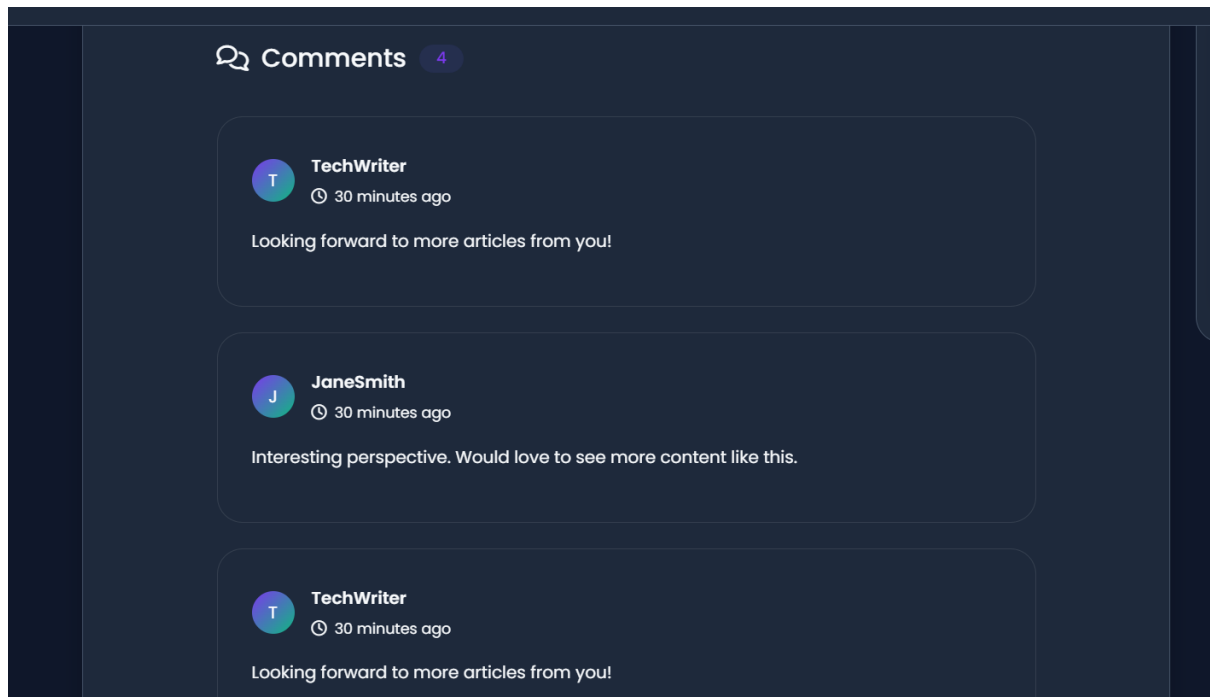 Comments 4
T
TechWriter
30 minutes ago
Looking forward to more articles from you!
J
JaneSmith
30 minutes ago
Interesting perspective. Would love to see more content like this.
T
TechWriter
30 minutes ago
Looking forward to more articles from you!